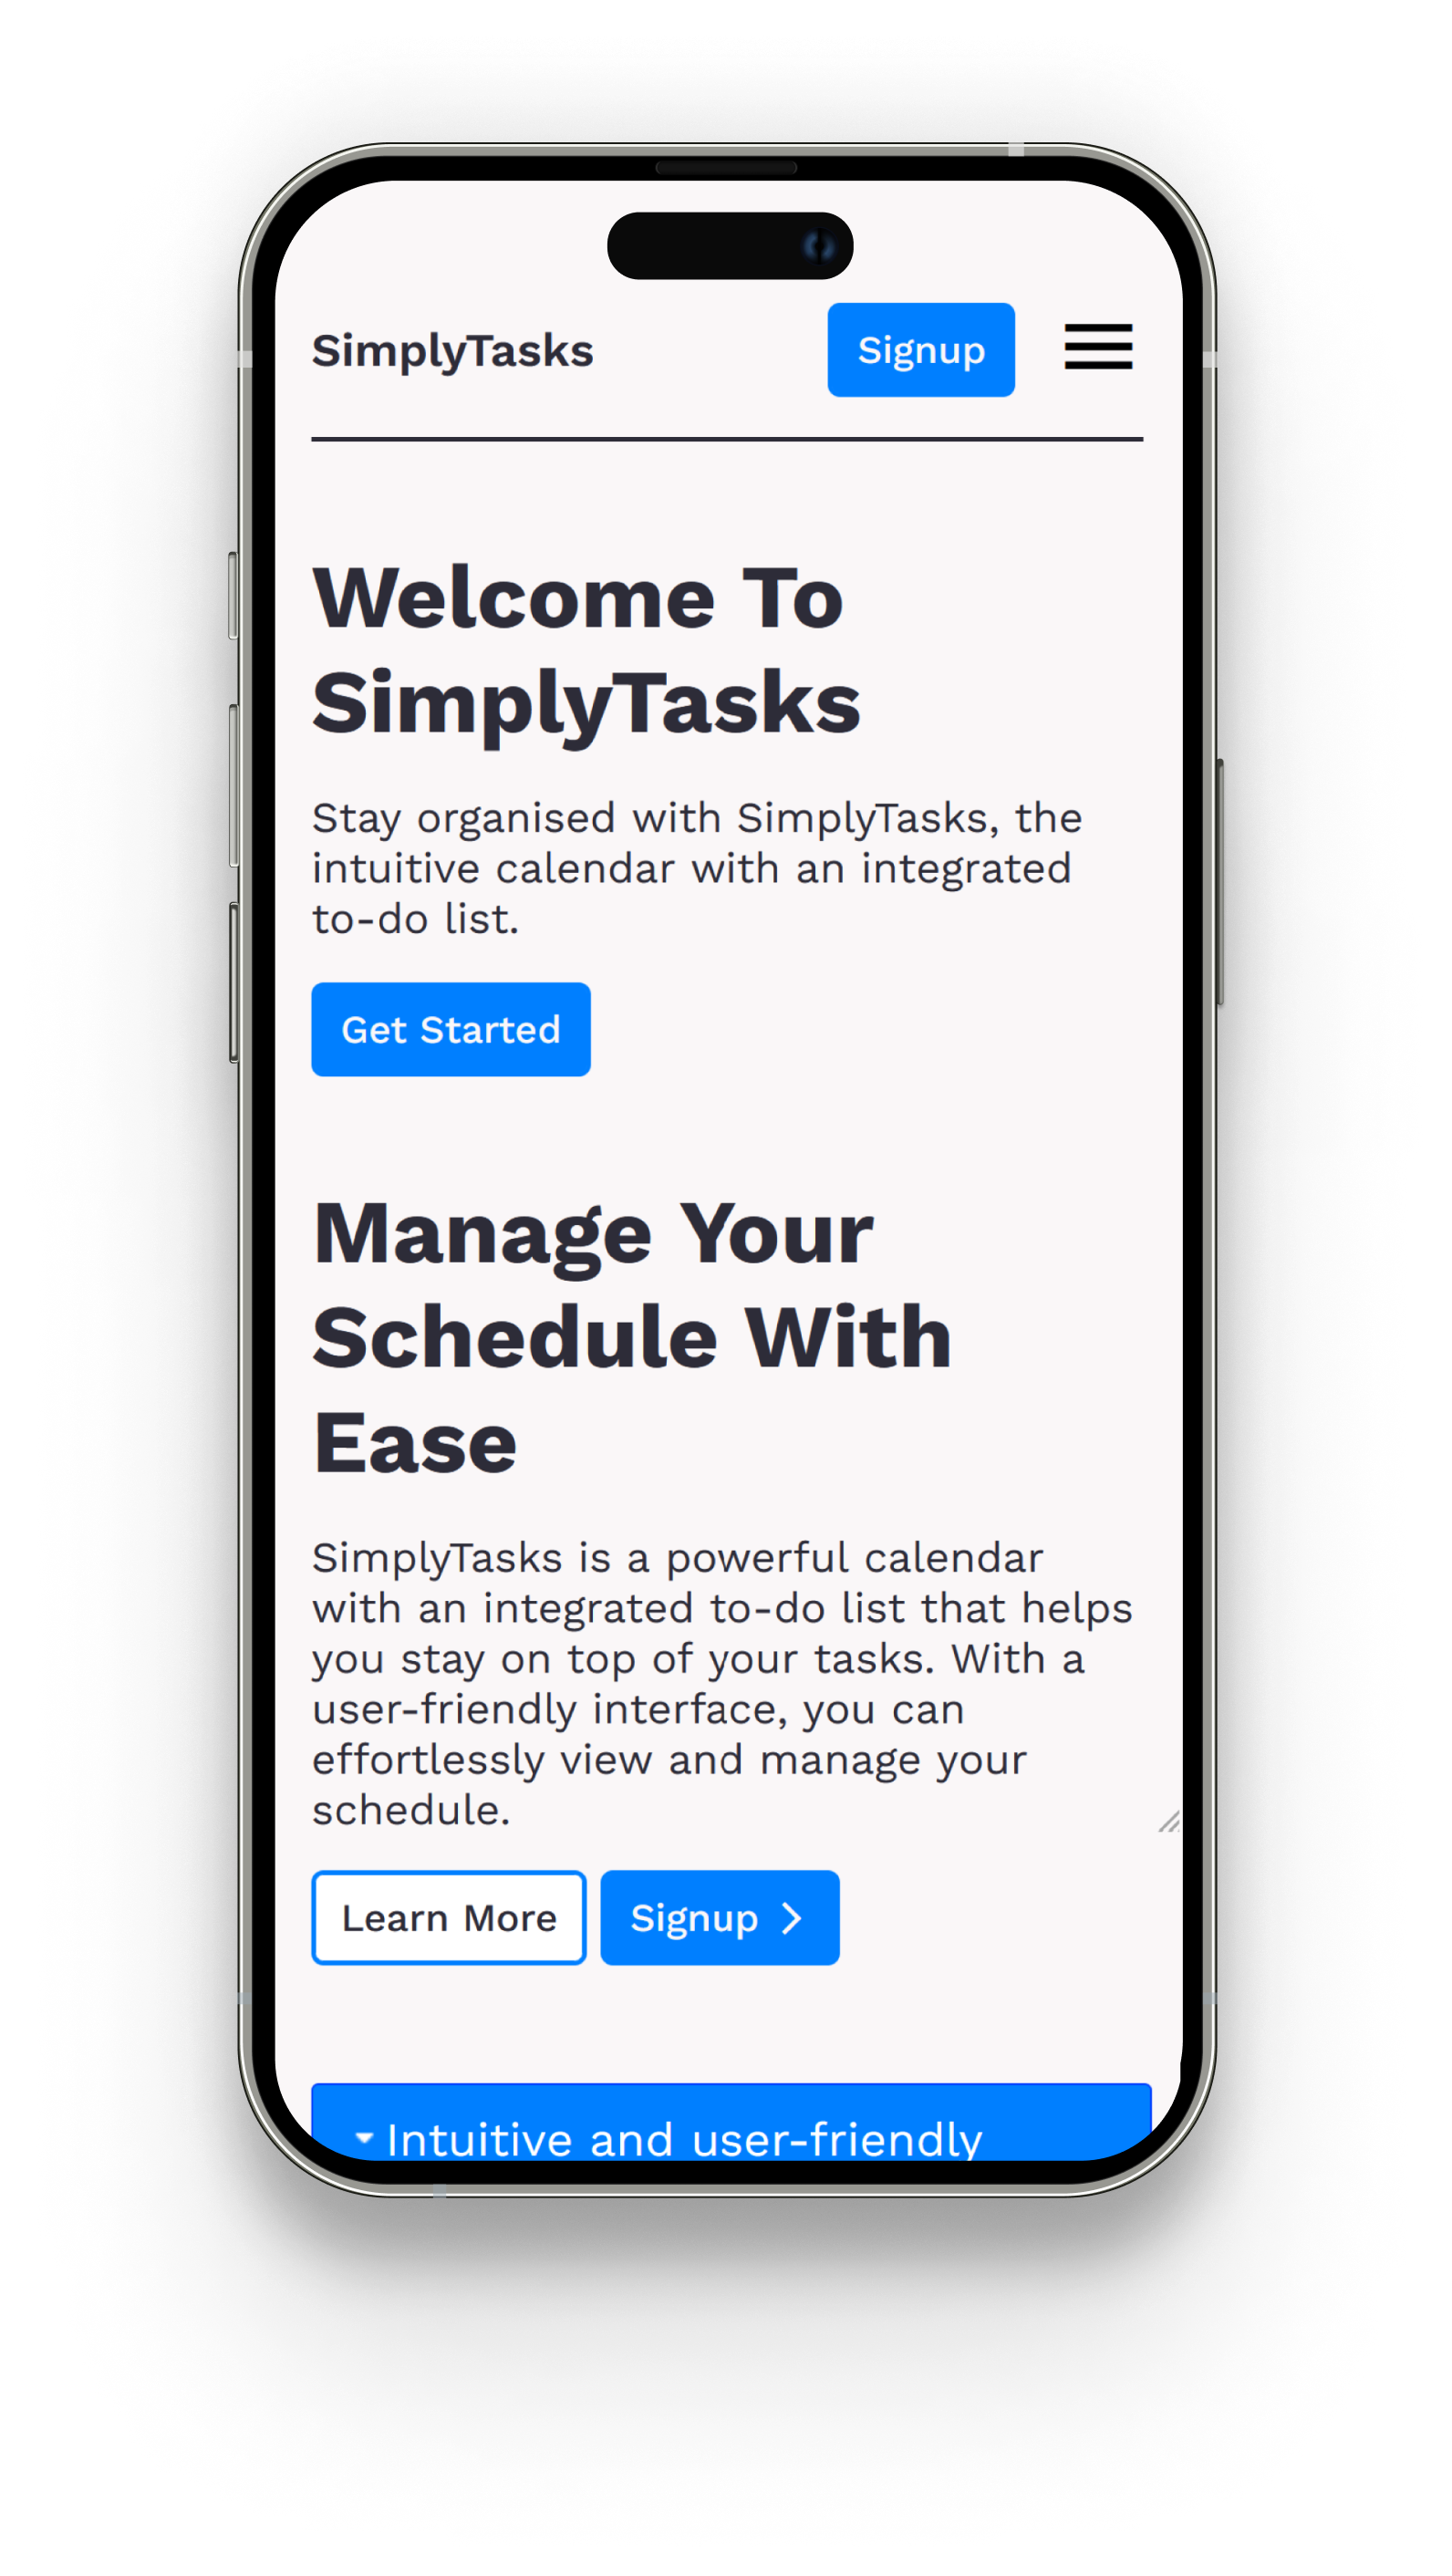 SimplyTasks
Signup
Welcome To
SimplyTasks
Stay organised with SimplyTasks, the
intuitive calendar with an integrated
to-do list.
Get Started
Manage Your
Schedule With
Ease
SimplyTasks is a powerful calendar
with an integrated to-do list that helps
you stay on top of your tasks. With a
user-friendly interface, you can
effortlessly view and manage your
schedule.
Learn More
Signup
Intuitive and user-friendly